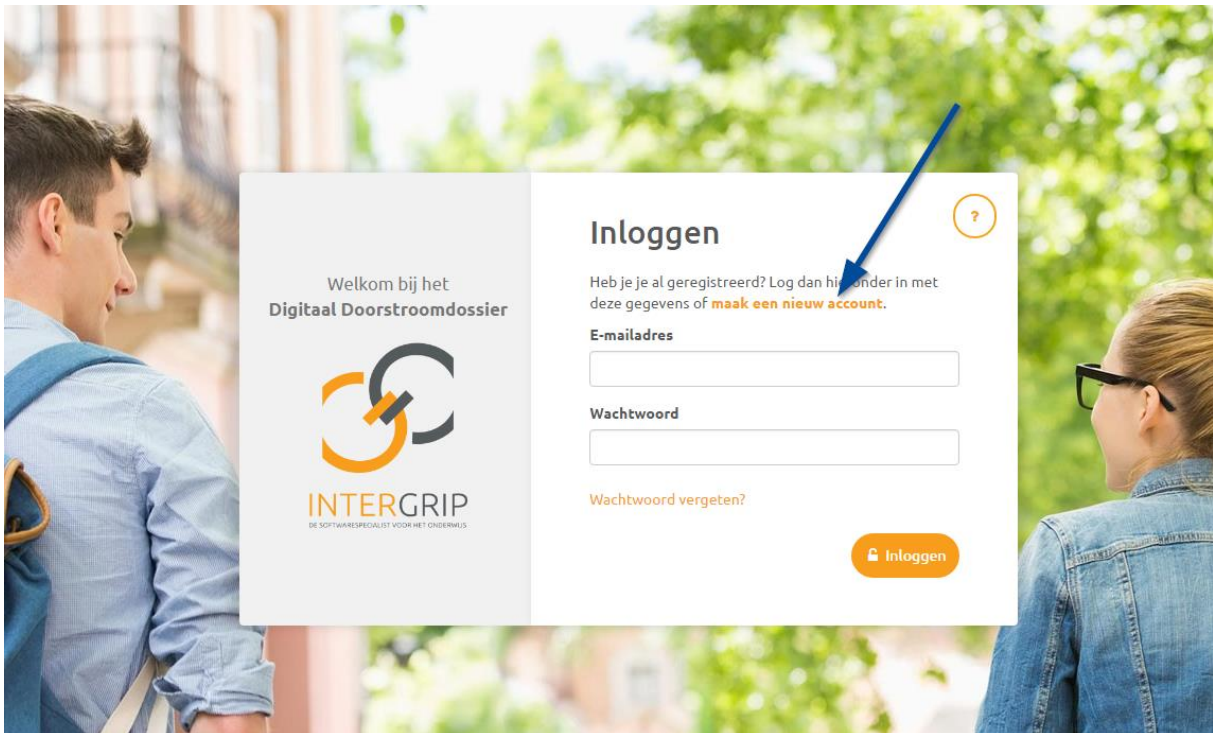 Welkom bij het
Digitaal Doorstroomdossier
INTERGRIP
DE SOFTWARESPECIALIST VOOR HET ONDERWIJS
?
Inloggen
Heb je je al geregistreerd? Log dan hieronder in met
deze gegevens of maak een nieuw account.
E-mailadres
Wachtwoord
Wachtwoord vergeten?
Inloggen